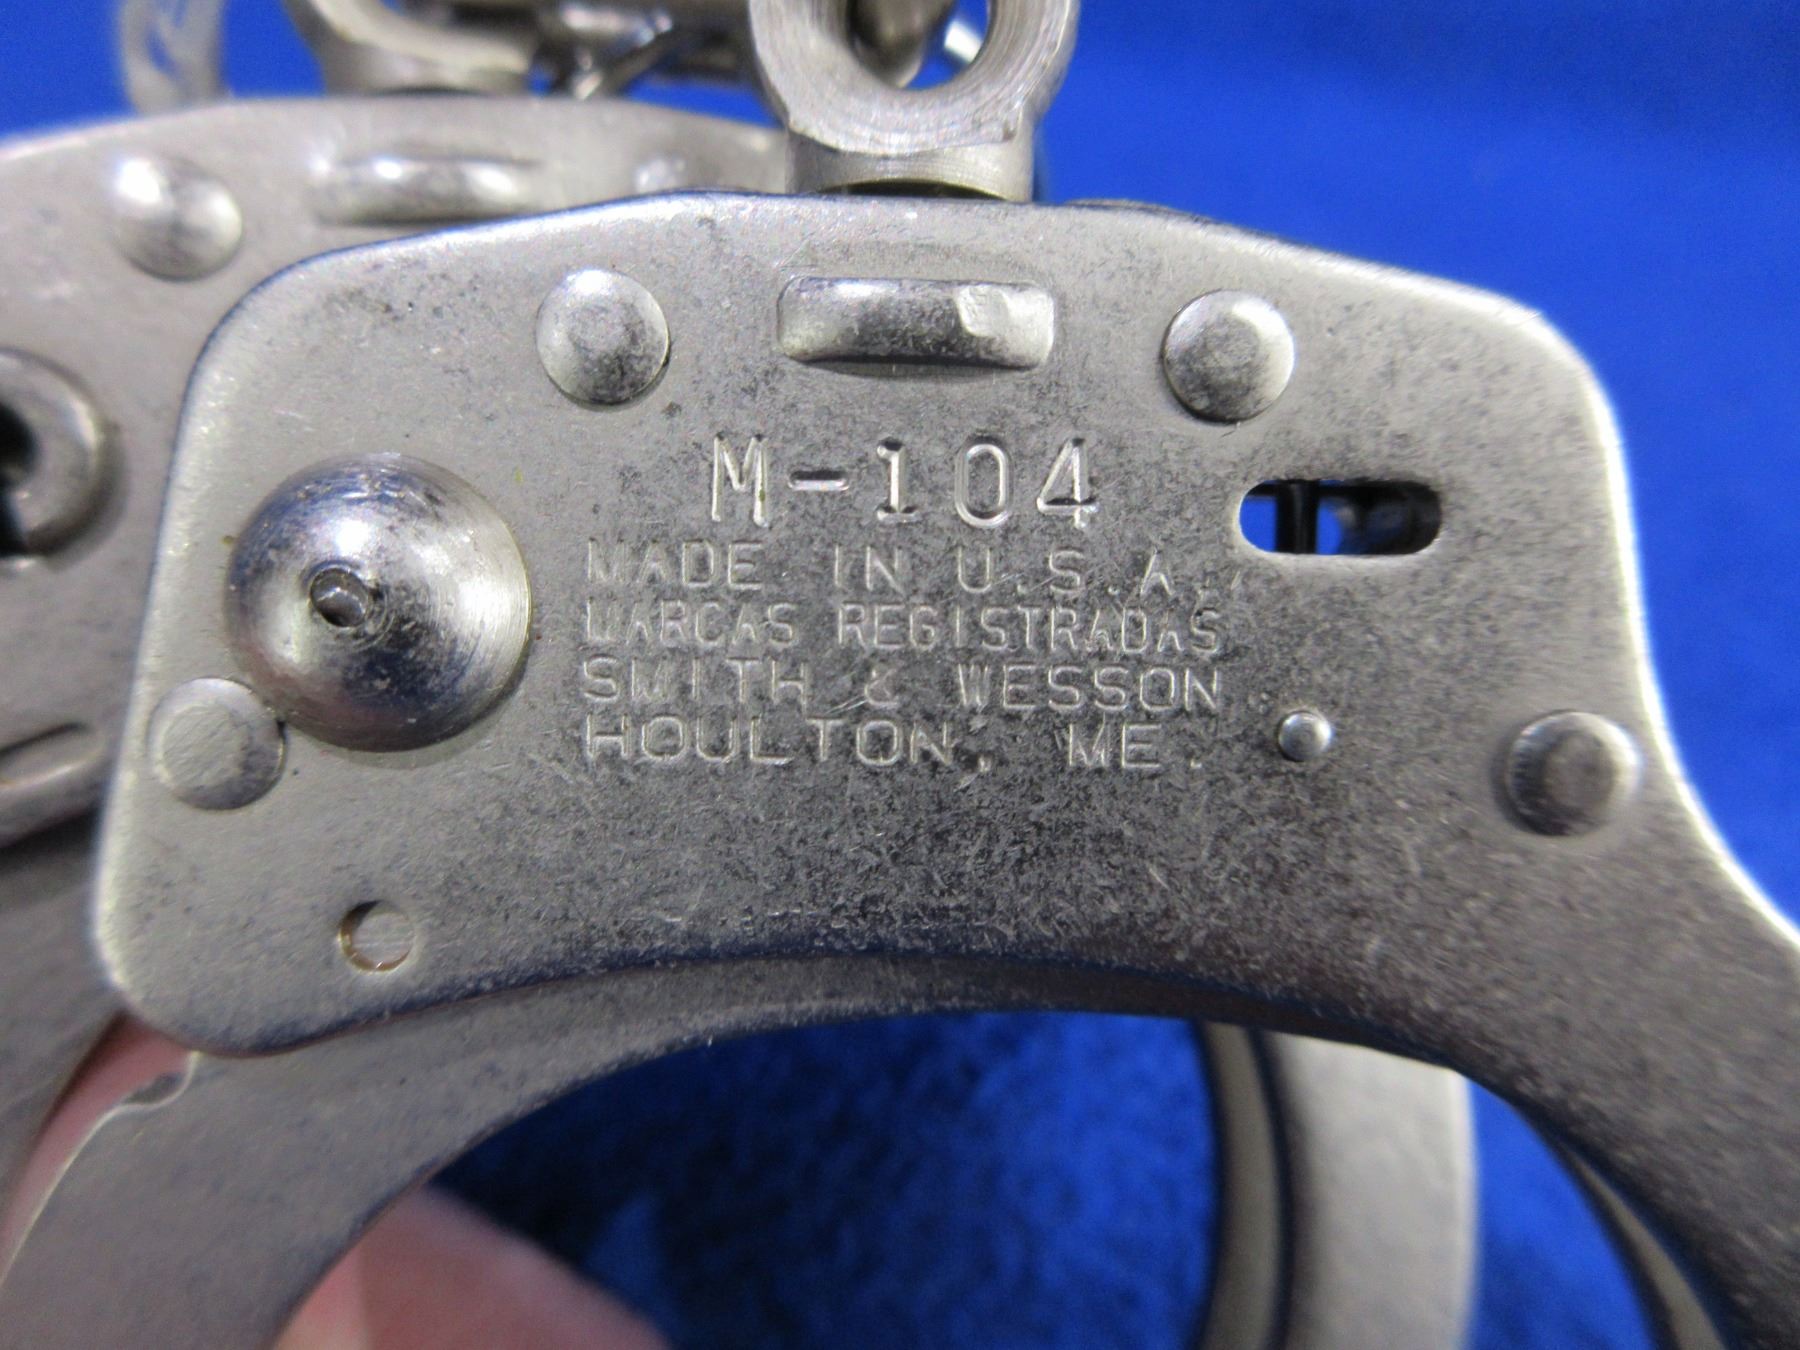 M-104
MADE IN U.S.A.
MARCAS REGISTRADAS
SMITH & WESSON
HOULTON, ME.